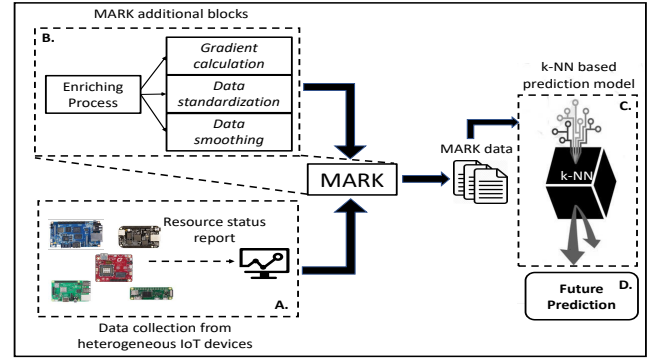 MARK additional blocks
B.
Enriching
Process
Gradient
calculation
Data
standardization
Data
smoothing
MARK
MARK data
k-NN based
prediction model
C.
k-NN
Future
Prediction
D.
Resource status
report
A.
Data collection from
heterogeneous IoT devices